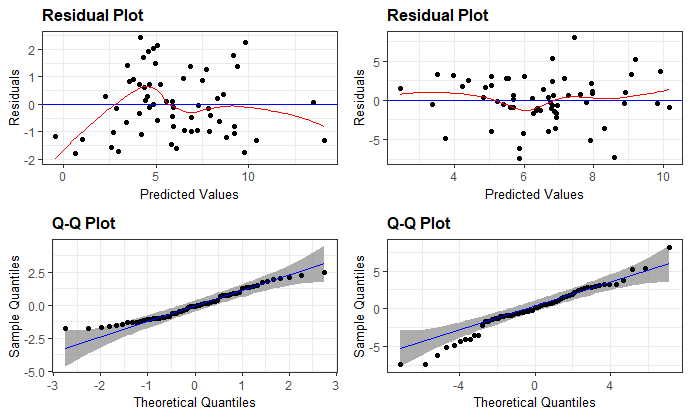 Residual Plot
Residuals
2
1
0
-1
-2
0
5
10
Predicted Values
Residual Plot
Residuals
5
0
-5
4
6
8
10
Predicted Values
Q-Q Plot
Sample Quantiles
2.5
0.0
-2.5
-5.0
-3
-2
-1
0
1
2
3
Theoretical Quantiles
Q-Q Plot
Sample Quantiles
5
0
-5
-4
0
4
Theoretical Quantiles